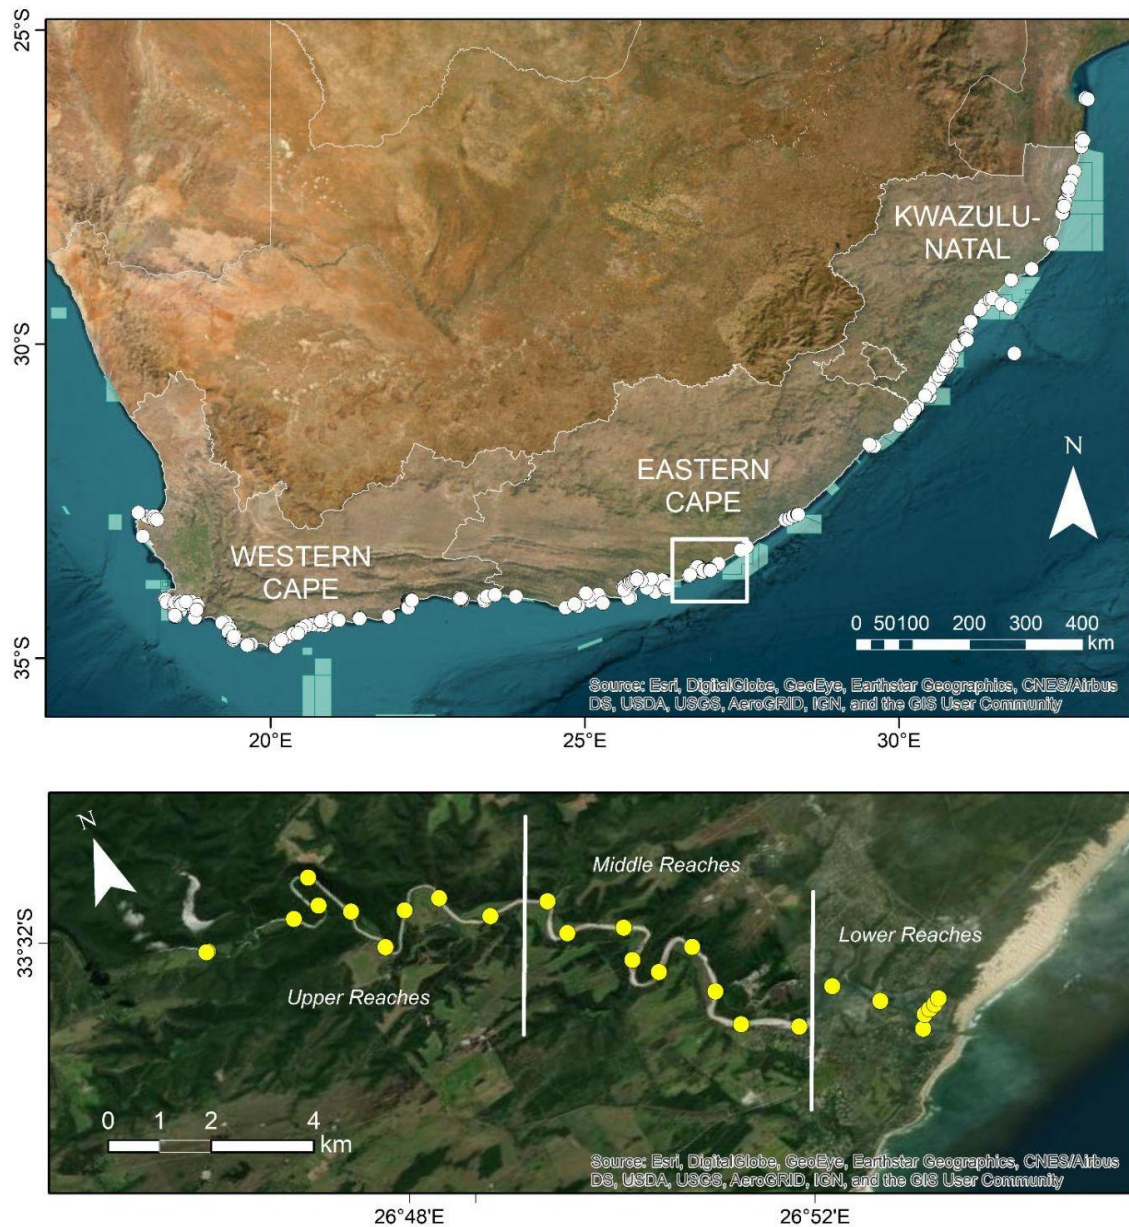 25°S
KWAZULU-
NATAL
30°S
N
EASTERN
CAPE
WESTERN
CAPE
0 50 100 200 300 400
km
35°S
Source: Esri, DigitalGlobe, GeoEye, Earthstar Geographics, CNES/Airbus
DS, USDA, USGS, AeroGRID, IGN, and the GIS User Community
20°E 25°E 30°E
N
Middle Reaches
Lower Reaches
33°32'S
Upper Reaches
0 1 2 4
km
Source: Esri, DigitalGlobe, GeoEye, Earthstar Geographics, CNES/Airbus
DS, USDA, USGS, AeroGRID, IGN, and the GIS User Community
26°48'E 26°52'E